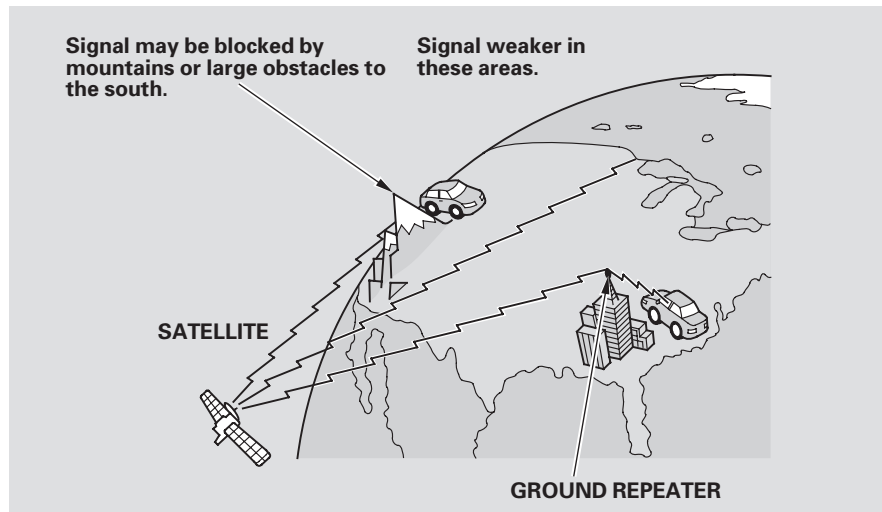 Signal may be blocked by
mountains or large obstacles to
the south.
Signal weaker in
these areas.
SATELLITE
GROUND REPEATER